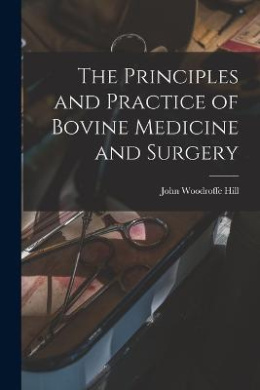 The Principles
and Practice of
Bovine Medicine
and Surgery
John Woodroffe Hill